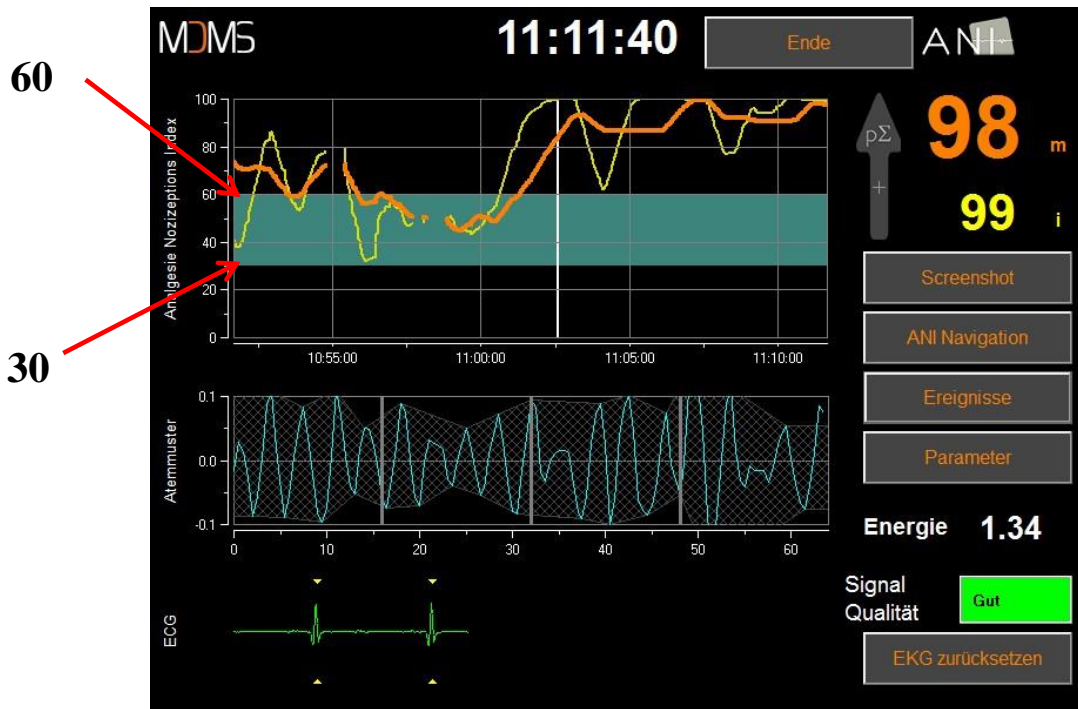 MDMS
11:11:40
Ende
ANI
60
30
Analgesie Nozizeptions Index
100
80
60
40
20
0
10:55:00 11:00:00 11:05:00 11:10:00
pΣ
+
98 m
99 i
Screenshot
ANI Navigation
Ereignisse
Parameter
Atemmuster
0.1
0.0
-0.1
0 10 20 30 40 50 60
Energie 1.34
Signal
Qualität
Gut
ECG
EKG zurücksetzen